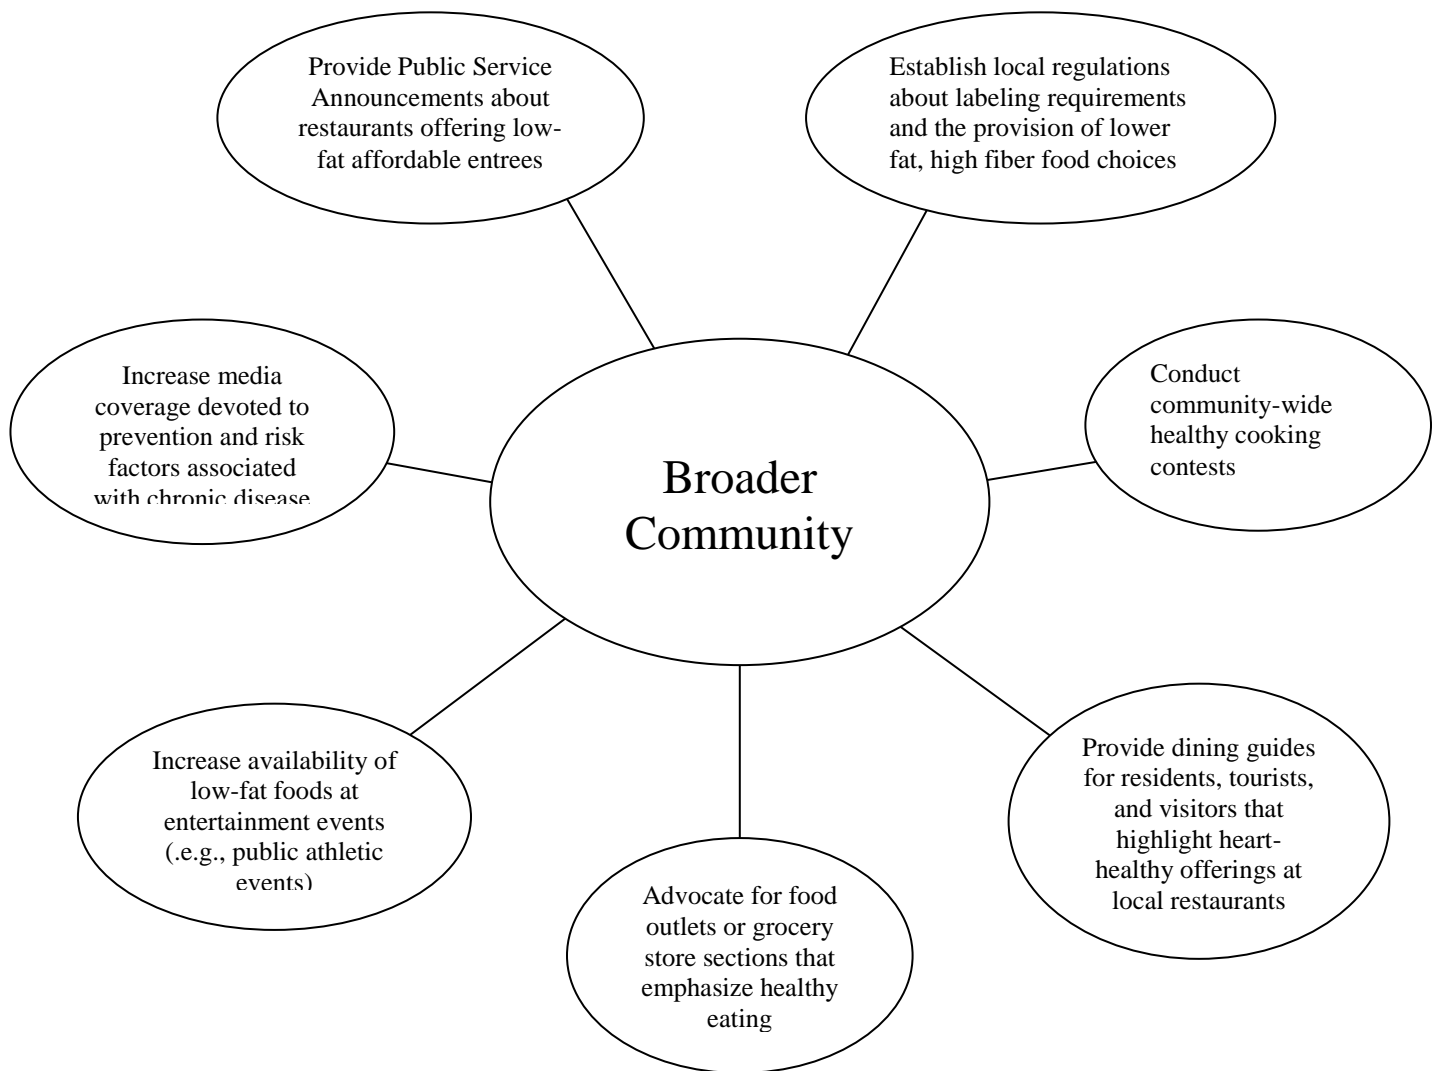 Provide Public Service
Announcements about
restaurants offering low-
fat affordable entrees
Establish local regulations
about labeling requirements
and the provision of lower
fat, high fiber food choices
Increase media
coverage devoted to
prevention and risk
factors associated
with chronic disease
Conduct
community-wide
healthy cooking
contests
Broader
Community
Increase availability of
low-fat foods at
entertainment events
(.e.g., public athletic
events)
Advocate for food
outlets or grocery
store sections that
emphasize healthy
eating
Provide dining guides
for residents, tourists,
and visitors that
highlight heart-
healthy offerings at
local restaurants